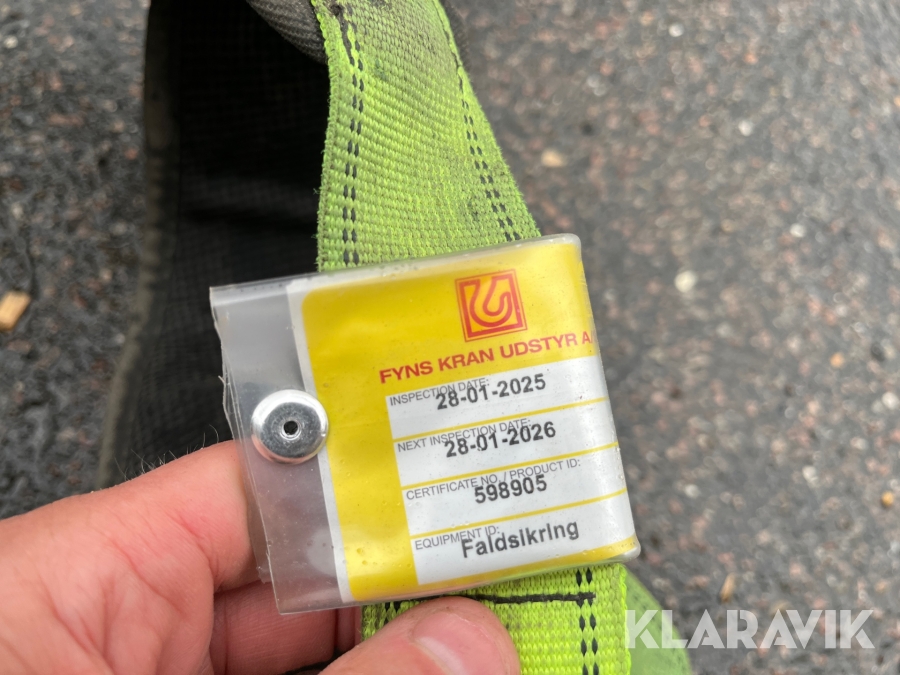 FYNS KRAN UDSTYR A
INSPECTION DATE:
28-01-2025
NEXT INSPECTION DATE:
28-01-2026
CERTIFICATE NO. / PRODUCT ID:
598905
EQUIPMENT ID:
Faldsikring
KLARAVIK